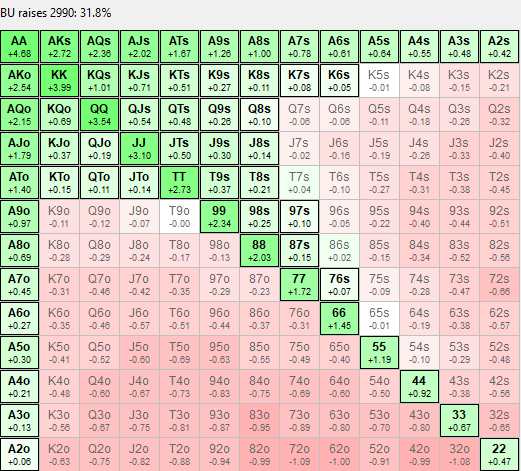 BU raises 2990: 31.8%
AA AKs AQs AJs ATs A9s A8s A7s A6s A5s A4s A3s A2s
+4.68 +2.72 +2.36 +2.02 +1.67 +1.26 +1.00 +0.78 +0.61 +0.64 +0.55 +0.48 +0.42
AKo KK KQs KJs KTs K9s K8s K7s K6s K5s K4s K3s K2s
+2.54 +3.99 +1.01 +0.71 +0.51 +0.27 +0.11 +0.08 +0.05 -0.01 -0.08 -0.15 -0.21
AQo KQo QQ QJs QTs Q9s Q8s Q7s Q6s Q5s Q4s Q3s Q2s
+2.15 +0.69 +3.54 +0.54 +0.48 +0.26 +0.10 -0.06 -0.06 -0.11 -0.18 -0.26 -0.32
AJo KJo QJo JJ JTs J9s J8s J7s J6s J5s J4s J3s J2s
+1.79 +0.37 +0.19 +3.10 +0.50 +0.30 +0.14 -0.02 -0.16 -0.19 -0.26 -0.33 -0.40
ATo KTo QTo JTo TT T9s T8s T7s T6s T5s T4s T3s T2s
+1.40 +0.15 +0.11 +0.14 +2.73 +0.37 +0.21 +0.04 -0.10 -0.27 -0.31 -0.38 -0.45
A9o K9o Q9o J9o T9o 99 98s 97s 96s 95s 94s 93s 92s
+0.97 -0.11 -0.12 -0.07 -0.00 +2.34 +0.25 +0.10 -0.05 -0.22 -0.40 -0.44 -0.51
A8o K8o Q8o J8o T8o 98o 88 87s 86s 85s 84s 83s 82s
+0.69 -0.28 -0.29 -0.24 -0.17 -0.13 +2.03 +0.15 +0.02 -0.15 -0.34 -0.52 -0.56
A7o K7o Q7o J7o T7o 97o 87o 77 76s 75s 74s 73s 72s
+0.45 -0.31 -0.46 -0.42 -0.35 -0.29 -0.23 +1.72 +0.07 -0.09 -0.28 -0.47 -0.66
A6o K6o Q6o J6o T6o 96o 86o 76o 66 65s 64s 63s 62s
+0.27 -0.35 -0.46 -0.57 -0.51 -0.44 -0.37 -0.31 +1.45 -0.01 -0.19 -0.38 -0.57
A5o K5o Q5o J5o T5o 95o 85o 75o 65o 55 54s 53s 52s
+0.30 -0.41 -0.52 -0.60 -0.69 -0.63 -0.55 -0.49 -0.40 +1.19 -0.10 -0.29 -0.48
A4o K4o Q4o J4o T4o 94o 84o 74o 64o 54o 44 43s 42s
+0.21 -0.48 -0.60 -0.67 -0.73 -0.83 -0.75 -0.69 -0.60 -0.50 +0.92 -0.38 -0.56
A3o K3o Q3o J3o T3o 93o 83o 73o 63o 53o 43o 33 32s
+0.13 -0.56 -0.67 -0.75 -0.81 -0.87 -0.95 -0.89 -0.80 -0.70 -0.80 +0.67 -0.65
A2o K2o Q2o J2o T2o 92o 82o 72o 62o 52o 42o 32o 22
+0.06 -0.63 -0.75 -0.82 -0.88 -0.94 -0.99 -1.09 -1.00 -0.91 -0.99 -1.08 +0.47